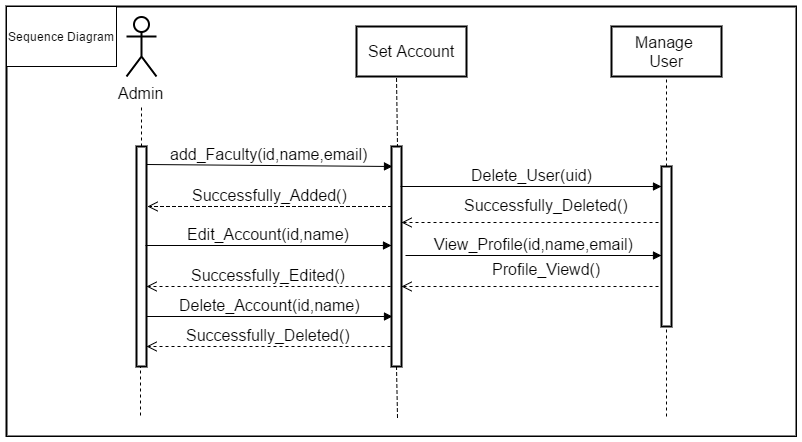 Sequence Diagram
Admin
Set Account
Manage
User
add_Faculty(id,name,email)
Delete_User(uid)
Successfully_Added()
Successfully_Deleted()
Edit_Account(id,name)
View_Profile(id,name,email)
Successfully_Edited()
Profile_Viewd()
Delete_Account(id,name)
Successfully_Deleted()